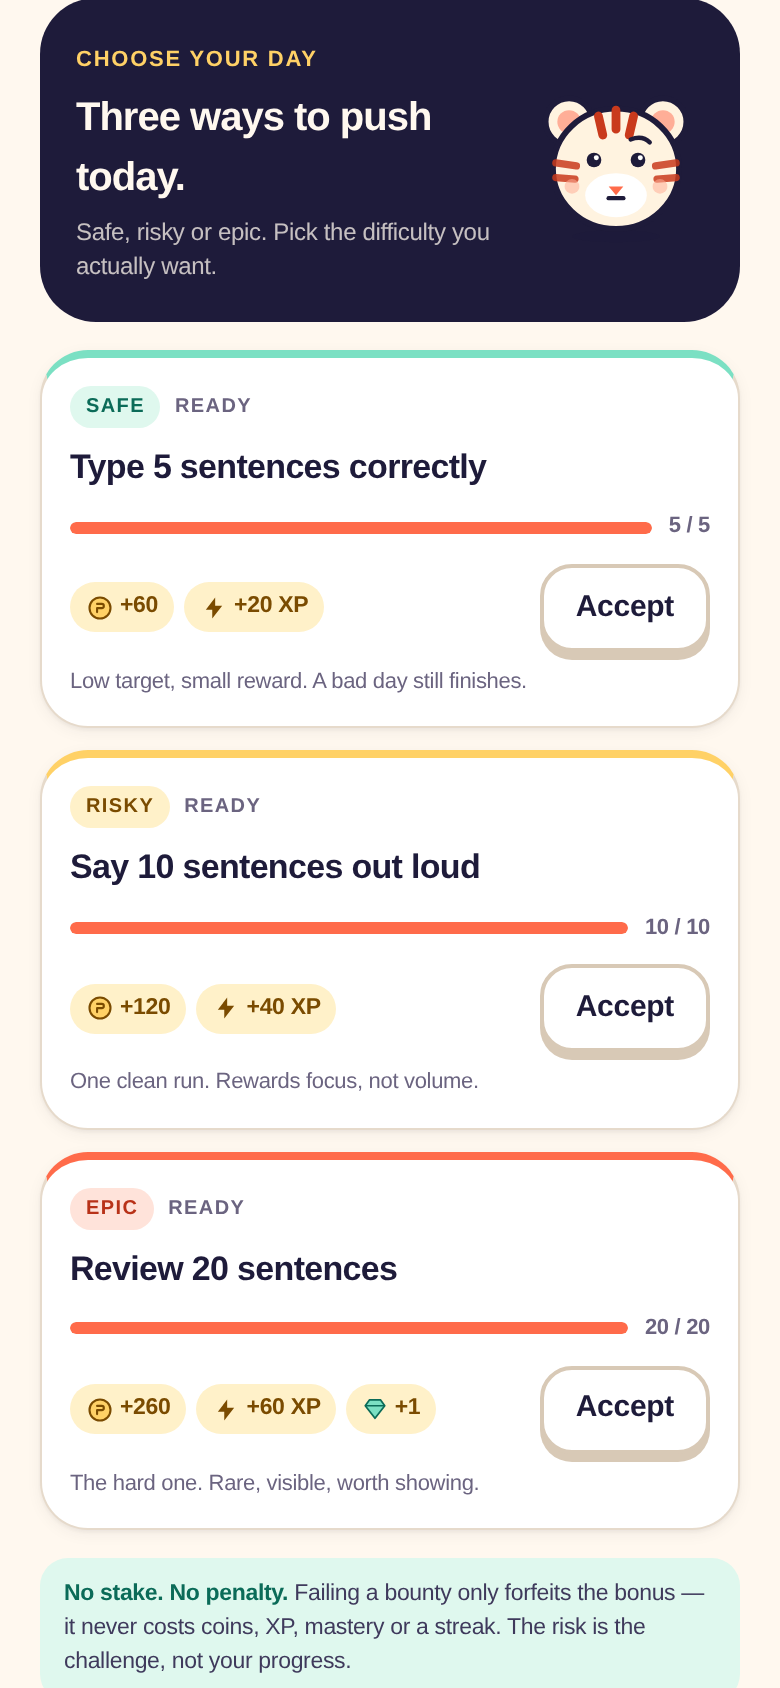 CHOOSE YOUR DAY
Three ways to push
today.
Safe, risky or epic. Pick the difficulty you
actually want.
SAFE READY
Type 5 sentences correctly
5 / 5
+60 +20 XP Accept
Low target, small reward. A bad day still finishes.
RISKY READY
Say 10 sentences out loud
10 / 10
+120 +40 XP Accept
One clean run. Rewards focus, not volume.
EPIC READY
Review 20 sentences
20 / 20
+260 +60 XP +1 Accept
The hard one. Rare, visible, worth showing.
No stake. No penalty. Failing a bounty only forfeits the bonus —
it never costs coins, XP, mastery or a streak. The risk is the
challenge, not your progress.